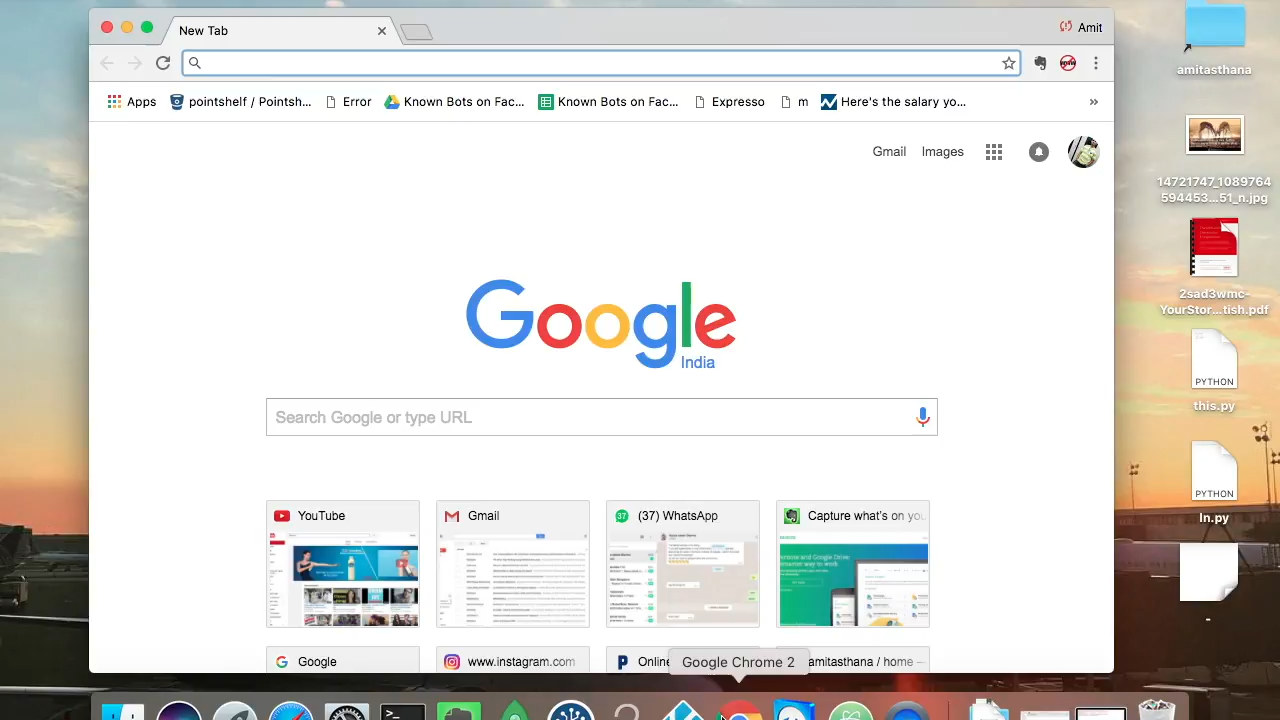 New Tab
Amit
Apps
pointshelf / Pointsh...
Error
Known Bots on Fac...
Known Bots on Fac...
Expresso
m
Here's the salary yo...
»
Gmail
Images
Google
India
Search Google or type URL
YouTube
Gmail
37
(37) WhatsApp
Capture what's on you
Google
www.instagram.com
Online
amitasthana / home
Google Chrome 2
amitasthana
14721747_1089764
594453...51_n.jpg
2sad3wmc-
YourStor...tish.pdf
PYTHON
this.py
PYTHON
ln.py
-